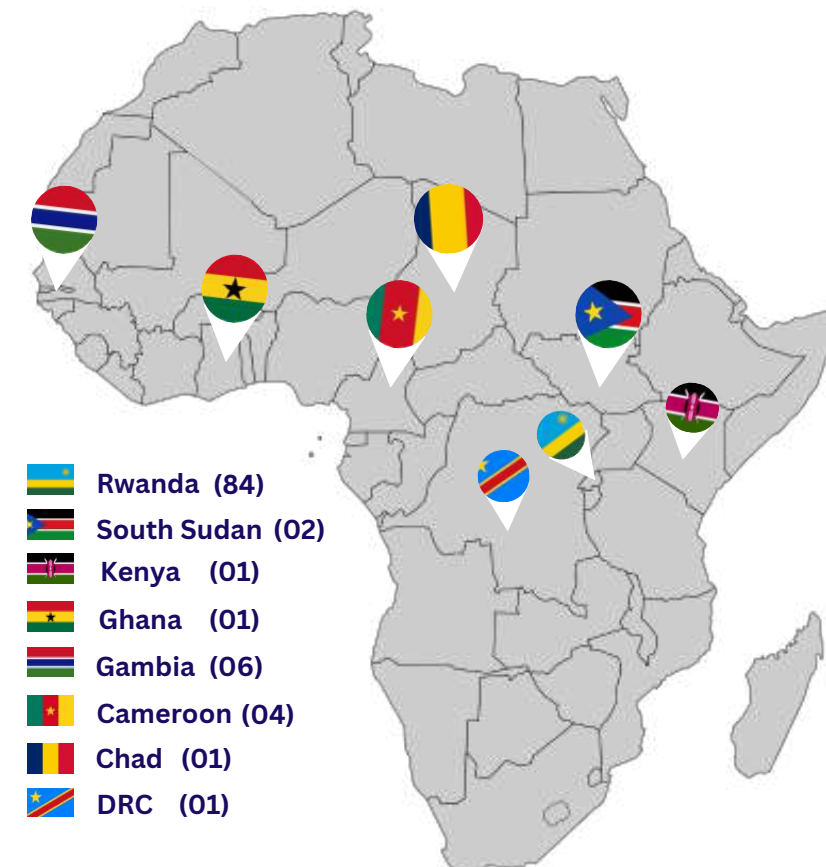 Rwanda (84)
South Sudan (02)
Kenya (01)
Ghana (01)
Gambia (06)
Cameroon (04)
Chad (01)
DRC (01)